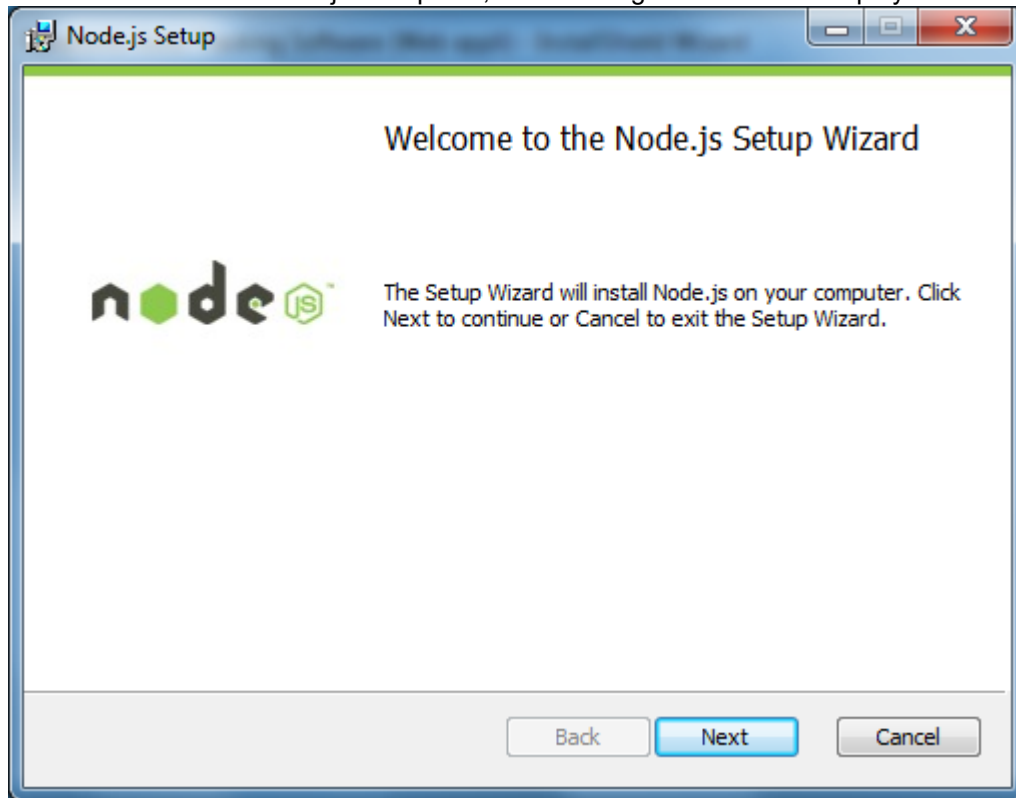 Node.js Setup
Welcome to the Node.js Setup Wizard
node JS
The Setup Wizard will install Node.js on your computer. Click
Next to continue or Cancel to exit the Setup Wizard.
Back Next Cancel